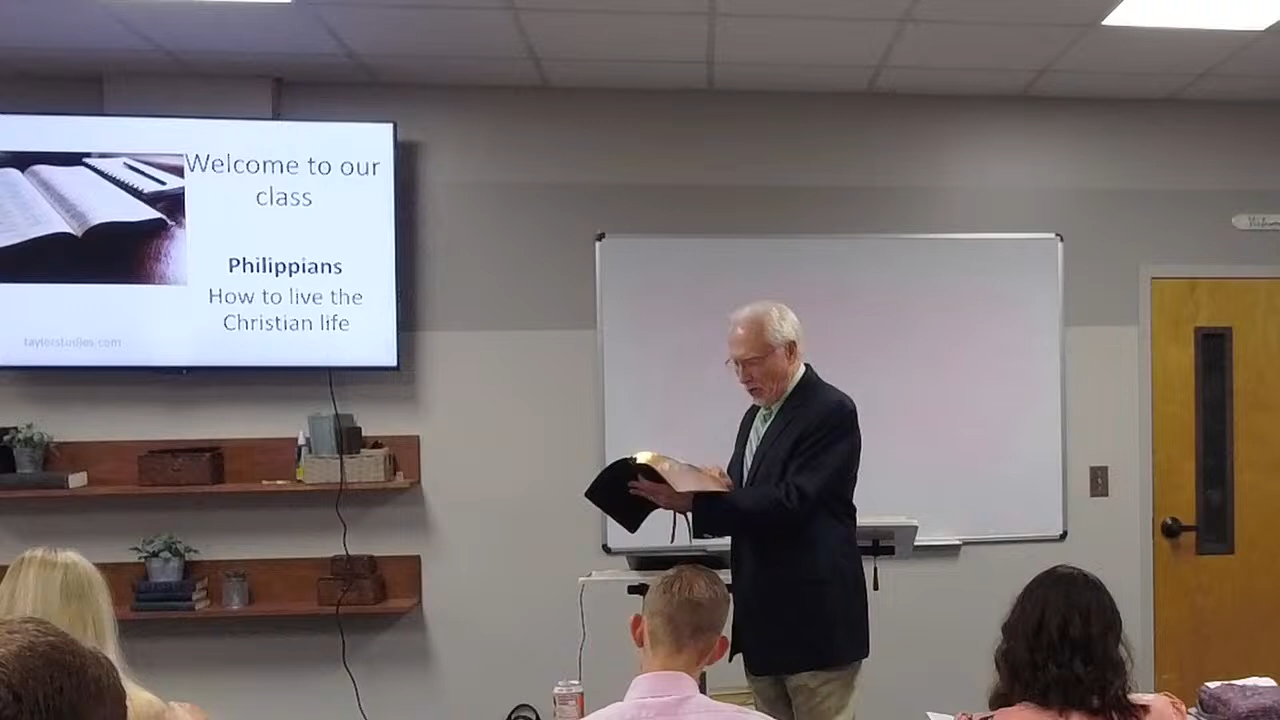 Welcome to our
class
Philippians
How to live the
Christian life
taylorstudies.com